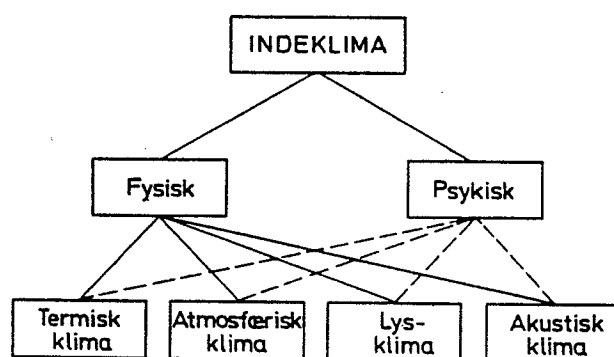 INDEKLIMA
Fysisk
Psykisk
Termisk
klima
Atmosfærisk
klima
Lys-
klima
Akustisk
klima